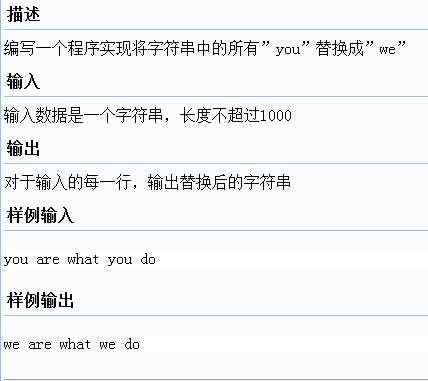 描述
编写一个程序实现将字符串中的所有”you”替换成”we”
输入
输入数据是一个字符串，长度不超过1000
输出
对于输入的每一行，输出替换后的字符串
样例输入
you are what you do
样例输出
we are what we do